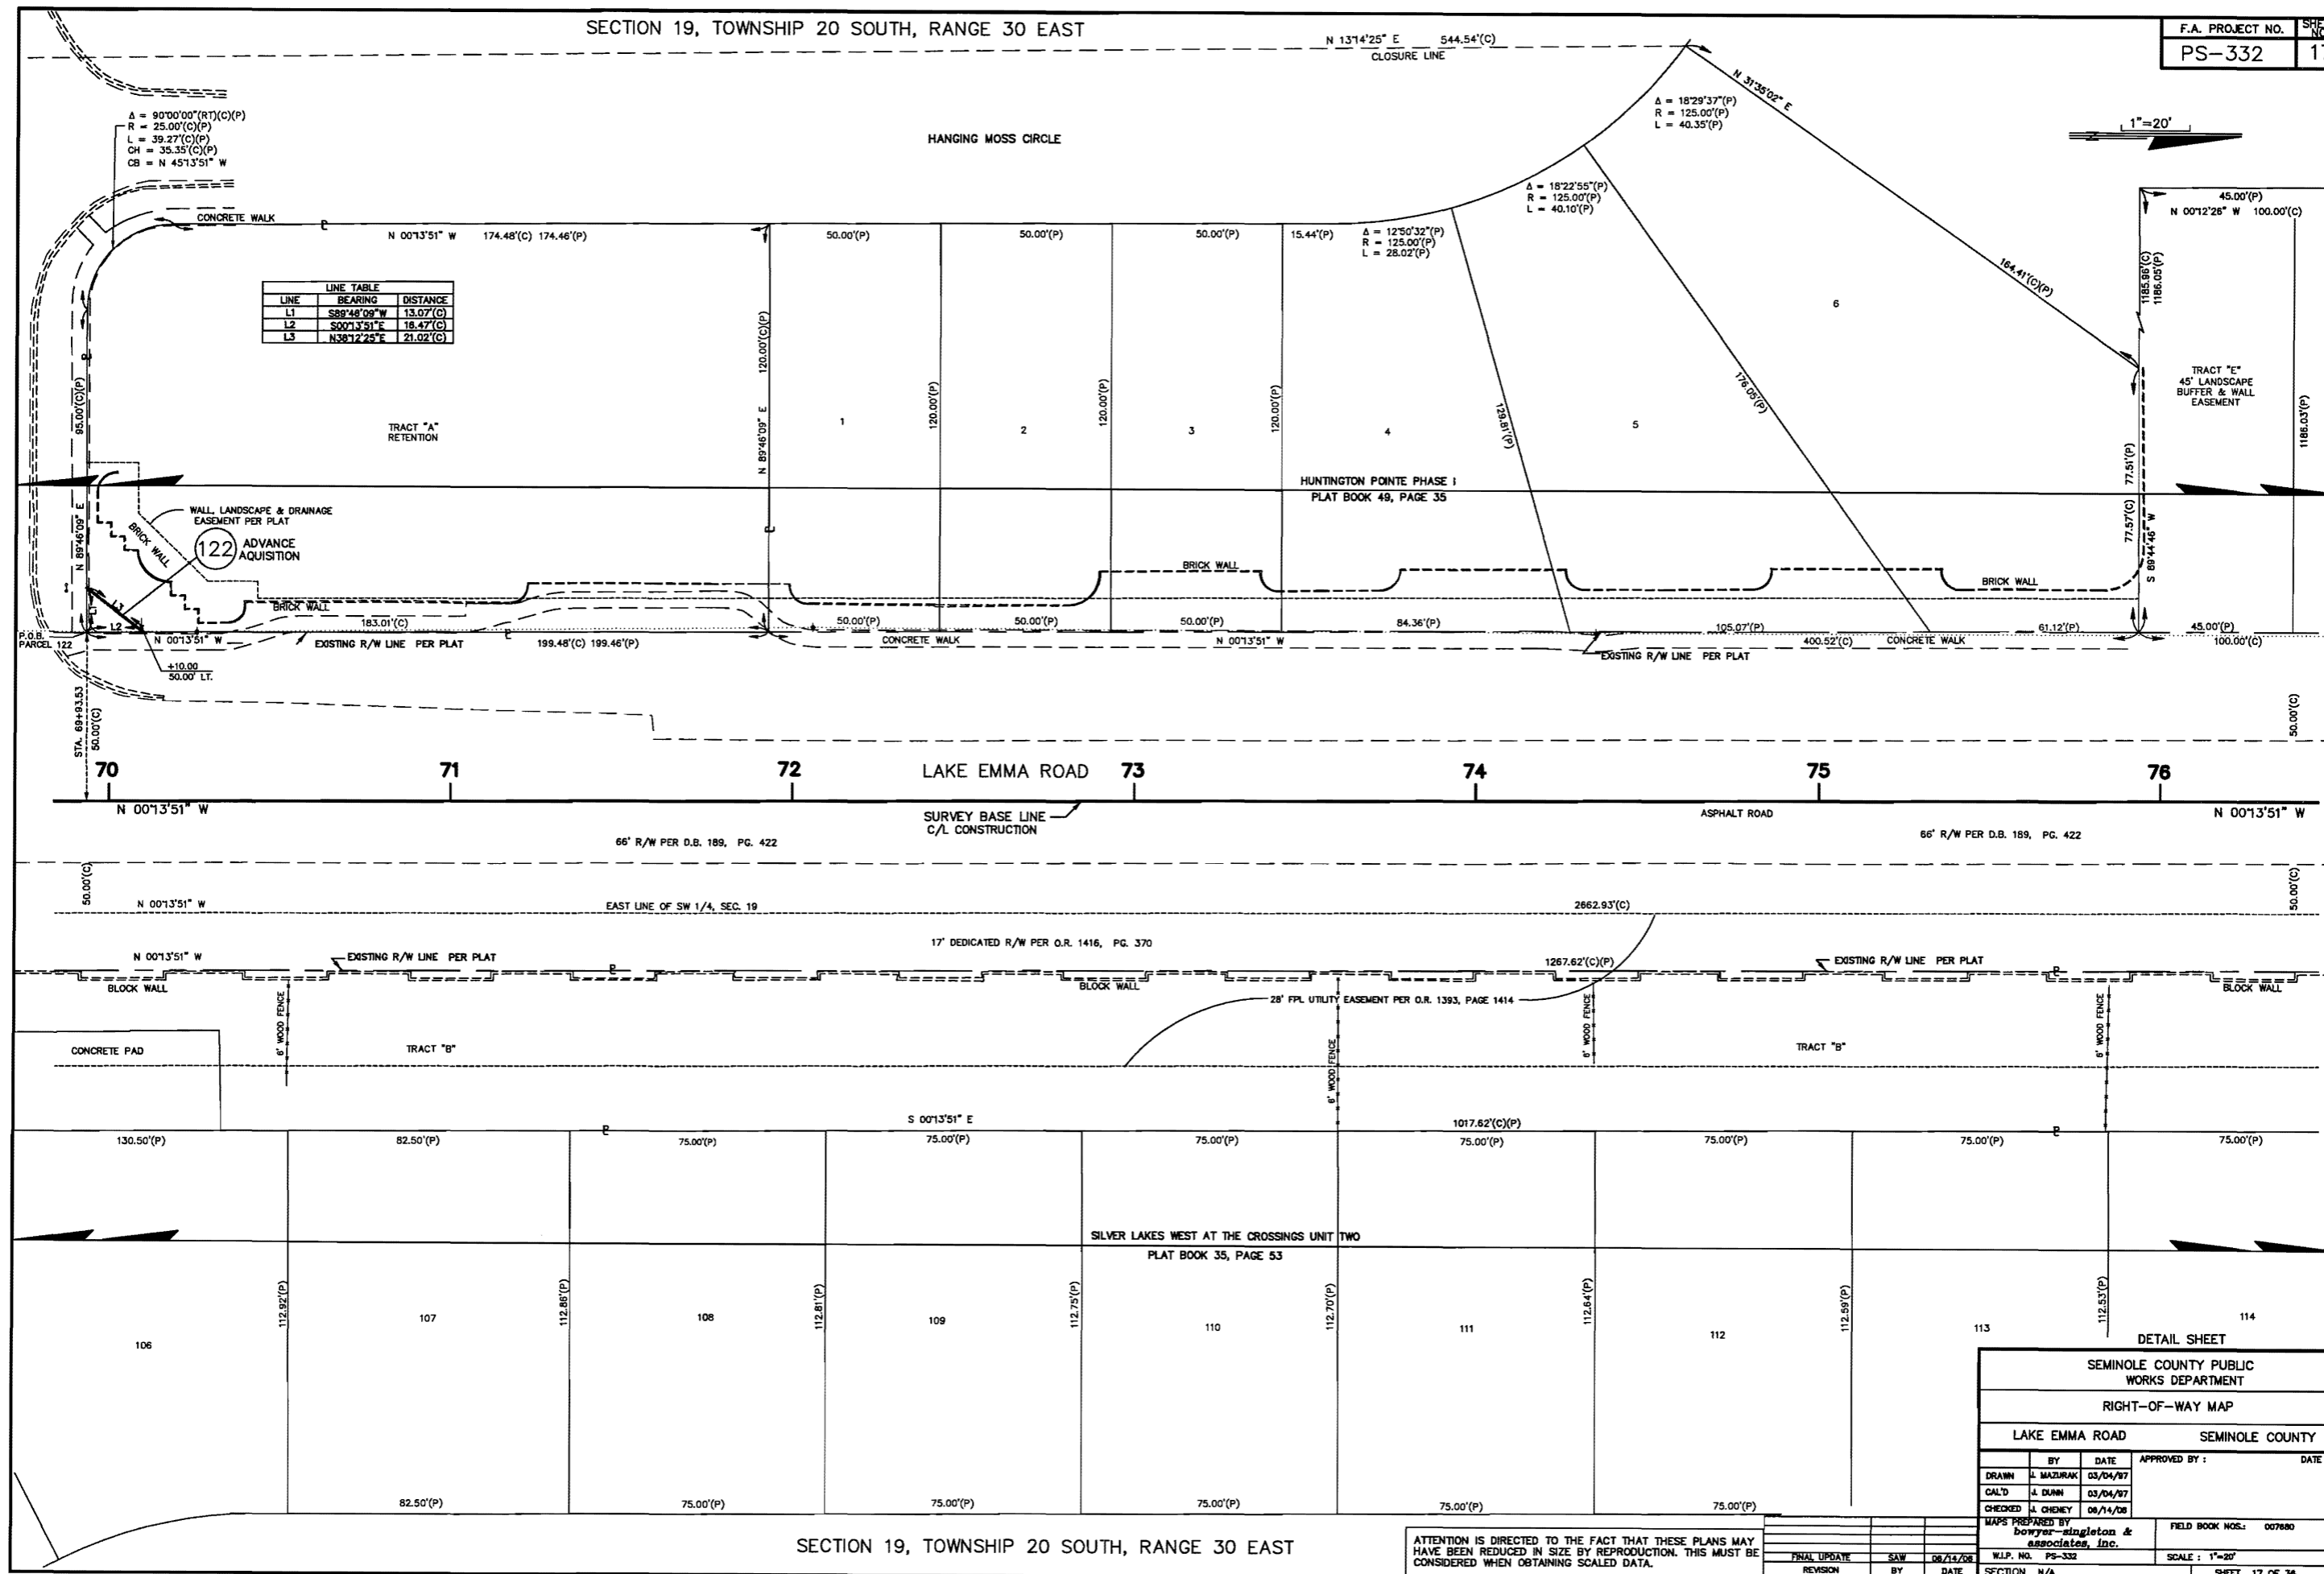 SECTION 19, TOWNSHIP 20 SOUTH, RANGE 30 EAST
F.A. PROJECT NO.
PS-332
N 13°14'25" E 544.54'(C)
CLOSURE LINE
N 31°35'02" E
164.41'(C)(P)
1"=20'
Δ = 90°00'00"(RT)(C)(P)
R = 25.00'(C)(P)
L = 39.27'(C)(P)
CH = 35.35'(C)(P)
CB = N 45°13'51" W
HANGING MOSS CIRCLE
Δ = 18°29'37"(P)
R = 125.00'(P)
L = 40.35'(P)
Δ = 18°22'55"(P)
R = 125.00'(P)
L = 40.10'(P)
Δ = 12°50'32"(P)
R = 125.00'(P)
L = 28.02'(P)
45.00'(P)
N 00°12'26" W 100.00'(C)
CONCRETE WALK
N 00°13'51" W 174.48'(C) 174.46'(P)
50.00'(P)
50.00'(P)
50.00'(P)
15.44'(P)
LINE TABLE
LINE BEARING DISTANCE
L1 S89°46'09"W 13.07'(C)
L2 S00°13'51"E 16.47'(C)
L3 N38°12'25"E 21.02'(C)
N 89°46'09" E 95.00'(C)(P)
TRACT "A"
RETENTION
N 89°46'09" E 120.00'(C)(P)
1
120.00'(P)
2
120.00'(P)
3
120.00'(P)
4
129.81'(P)
5
176.05'(P)
6
1185.96'(C)
1186.05'(P)
TRACT "E"
45' LANDSCAPE
BUFFER & WALL
EASEMENT
1186.03'(P)
77.51'(P)
77.57'(C)
S 89°44'46" W
HUNTINGTON POINTE PHASE I
PLAT BOOK 49, PAGE 35
WALL, LANDSCAPE & DRAINAGE
EASEMENT PER PLAT
BRICK WALL
122
ADVANCE
AQUISITION
L1
L3
L2
BRICK WALL
BRICK WALL
BRICK WALL
P.O.B.
PARCEL 122
N 00°13'51" W
183.01'(C)
EXISTING R/W LINE PER PLAT
199.48'(C) 199.46'(P)
50.00'(P)
CONCRETE WALK
50.00'(P)
50.00'(P)
N 00°13'51" W
84.36'(P)
105.07'(P)
400.52'(C)
CONCRETE WALK
61.12'(P)
45.00'(P)
100.00'(C)
EXISTING R/W LINE PER PLAT
+10.00
50.00' LT.
STA. 69+93.53
50.00'(C)
50.00'(C)
70 71 72 LAKE EMMA ROAD 73 74 75 76
N 00°13'51" W
SURVEY BASE LINE
C/L CONSTRUCTION
ASPHALT ROAD
N 00°13'51" W
66' R/W PER D.B. 189, PG. 422
66' R/W PER D.B. 189, PG. 422
50.00'(C)
50.00'(C)
N 00°13'51" W
EAST LINE OF SW 1/4, SEC. 19
2662.93'(C)
17' DEDICATED R/W PER O.R. 1416, PG. 370
N 00°13'51" W
EXISTING R/W LINE PER PLAT
1267.62'(C)(P)
EXISTING R/W LINE PER PLAT
BLOCK WALL
BLOCK WALL
BLOCK WALL
28' FPL UTILITY EASEMENT PER O.R. 1393, PAGE 1414
6' WOOD FENCE
6' WOOD FENCE
6' WOOD FENCE
6' WOOD FENCE
CONCRETE PAD
TRACT "B"
TRACT "B"
S 00°13'51" E
1017.62'(C)(P)
130.50'(P)
82.50'(P)
75.00'(P)
75.00'(P)
75.00'(P)
75.00'(P)
75.00'(P)
75.00'(P)
75.00'(P)
SILVER LAKES WEST AT THE CROSSINGS UNIT TWO
PLAT BOOK 35, PAGE 53
106
112.92'(P)
107
112.86'(P)
108
112.81'(P)
109
112.75'(P)
110
112.70'(P)
111
112.64'(P)
112
112.59'(P)
113
112.53'(P)
114
82.50'(P)
75.00'(P)
75.00'(P)
75.00'(P)
75.00'(P)
75.00'(P)
SECTION 19, TOWNSHIP 20 SOUTH, RANGE 30 EAST
ATTENTION IS DIRECTED TO THE FACT THAT THESE PLANS MAY
HAVE BEEN REDUCED IN SIZE BY REPRODUCTION. THIS MUST BE
CONSIDERED WHEN OBTAINING SCALED DATA.
FINAL UPDATE SAW 06/14/06
REVISION BY DATE
DETAIL SHEET
SEMINOLE COUNTY PUBLIC
WORKS DEPARTMENT
RIGHT-OF-WAY MAP
LAKE EMMA ROAD SEMINOLE COUNTY
BY DATE APPROVED BY : DATE
DRAWN J. MAZURAK 03/04/97
CAL'D J. DUNN 03/04/97
CHECKED J. CHENEY 06/14/06
MAPS PREPARED BY
bowyer-singleton &
associates, inc.
FIELD BOOK NOS.: 007680
W.I.P. NO. PS-332 SCALE : 1"=20'
SECTION N/A SHEET 17 OF 36